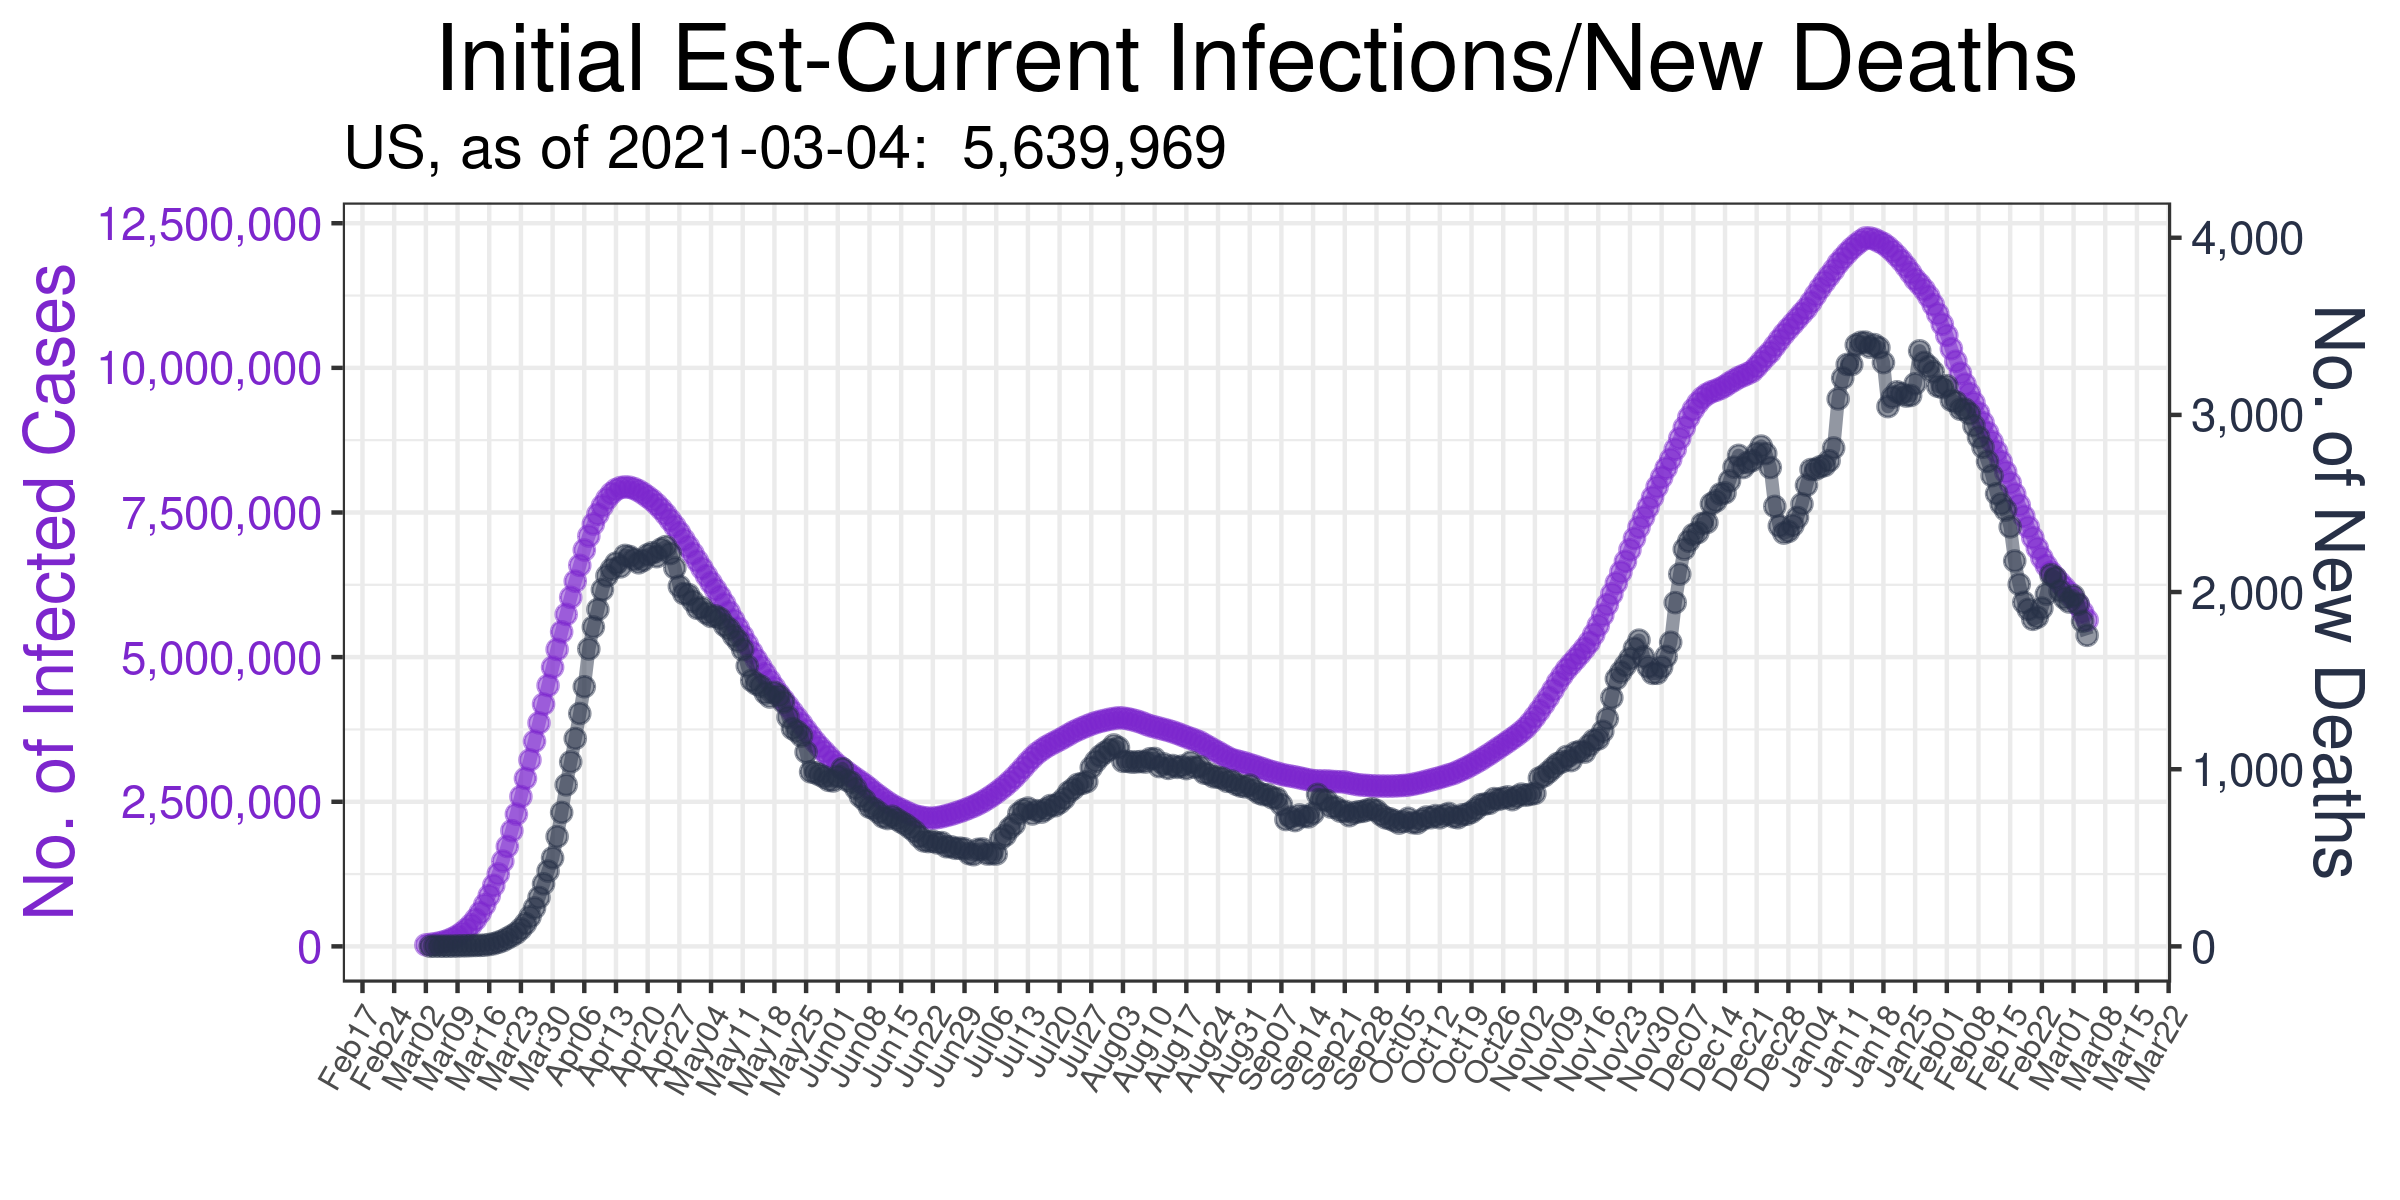 Initial Est-Current Infections/New Deaths
US, as of 2021-03-04:  5,639,969
No. of Infected Cases
12,500,000
10,000,000
7,500,000
5,000,000
2,500,000
0
4,000
3,000
2,000
1,000
0
No. of New Deaths
Feb17
Feb24
Mar02
Mar09
Mar16
Mar23
Mar30
Apr06
Apr13
Apr20
Apr27
May04
May11
May18
May25
Jun01
Jun08
Jun15
Jun22
Jun29
Jul06
Jul13
Jul20
Jul27
Aug03
Aug10
Aug17
Aug24
Aug31
Sep07
Sep14
Sep21
Sep28
Oct05
Oct12
Oct19
Oct26
Nov02
Nov09
Nov16
Nov23
Nov30
Dec07
Dec14
Dec21
Dec28
Jan04
Jan11
Jan18
Jan25
Feb01
Feb08
Feb15
Feb22
Mar01
Mar08
Mar15
Mar22